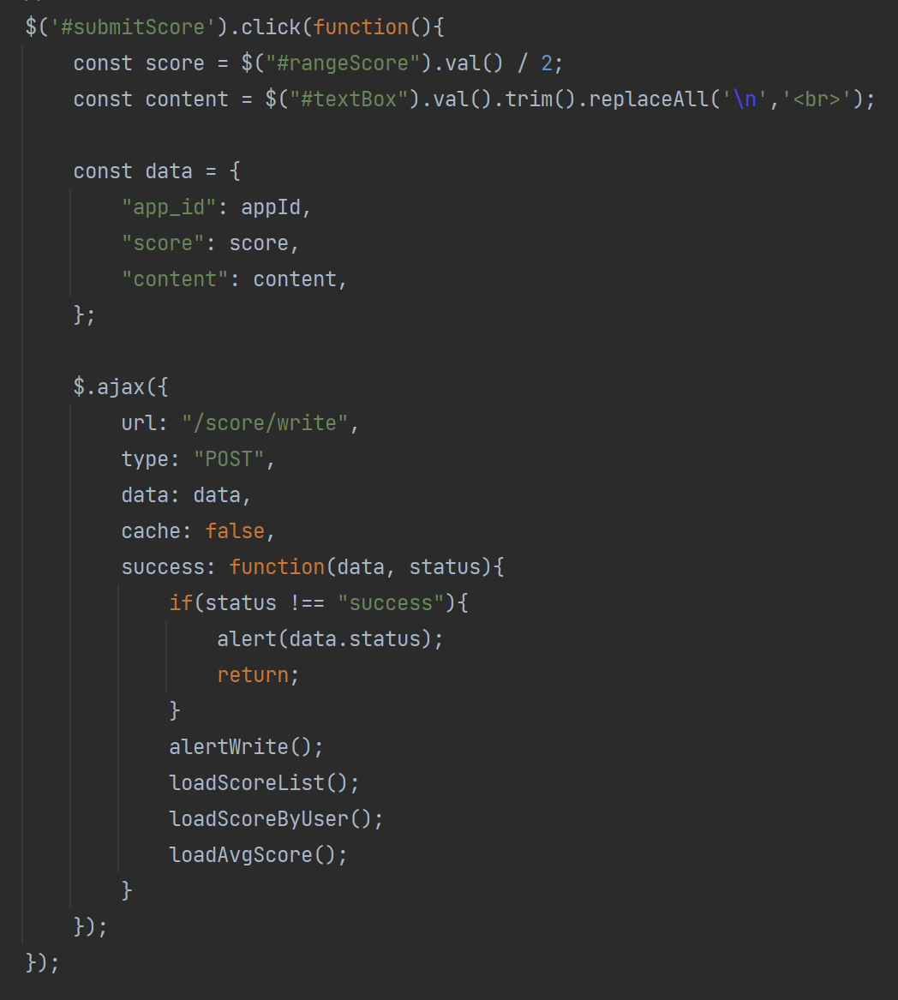 $('#submitScore').click(function(){
    const score = $("#rangeScore").val() / 2;
    const content = $("#textBox").val().trim().replaceAll('\n','<br>');

    const data = {
        "app_id": appId,
        "score": score,
        "content": content,
    };

    $.ajax({
        url: "/score/write",
        type: "POST",
        data: data,
        cache: false,
        success: function(data, status){
            if(status !== "success"){
                alert(data.status);
                return;
            }
            alertWrite();
            loadScoreList();
            loadScoreByUser();
            loadAvgScore();
        }
    });
});